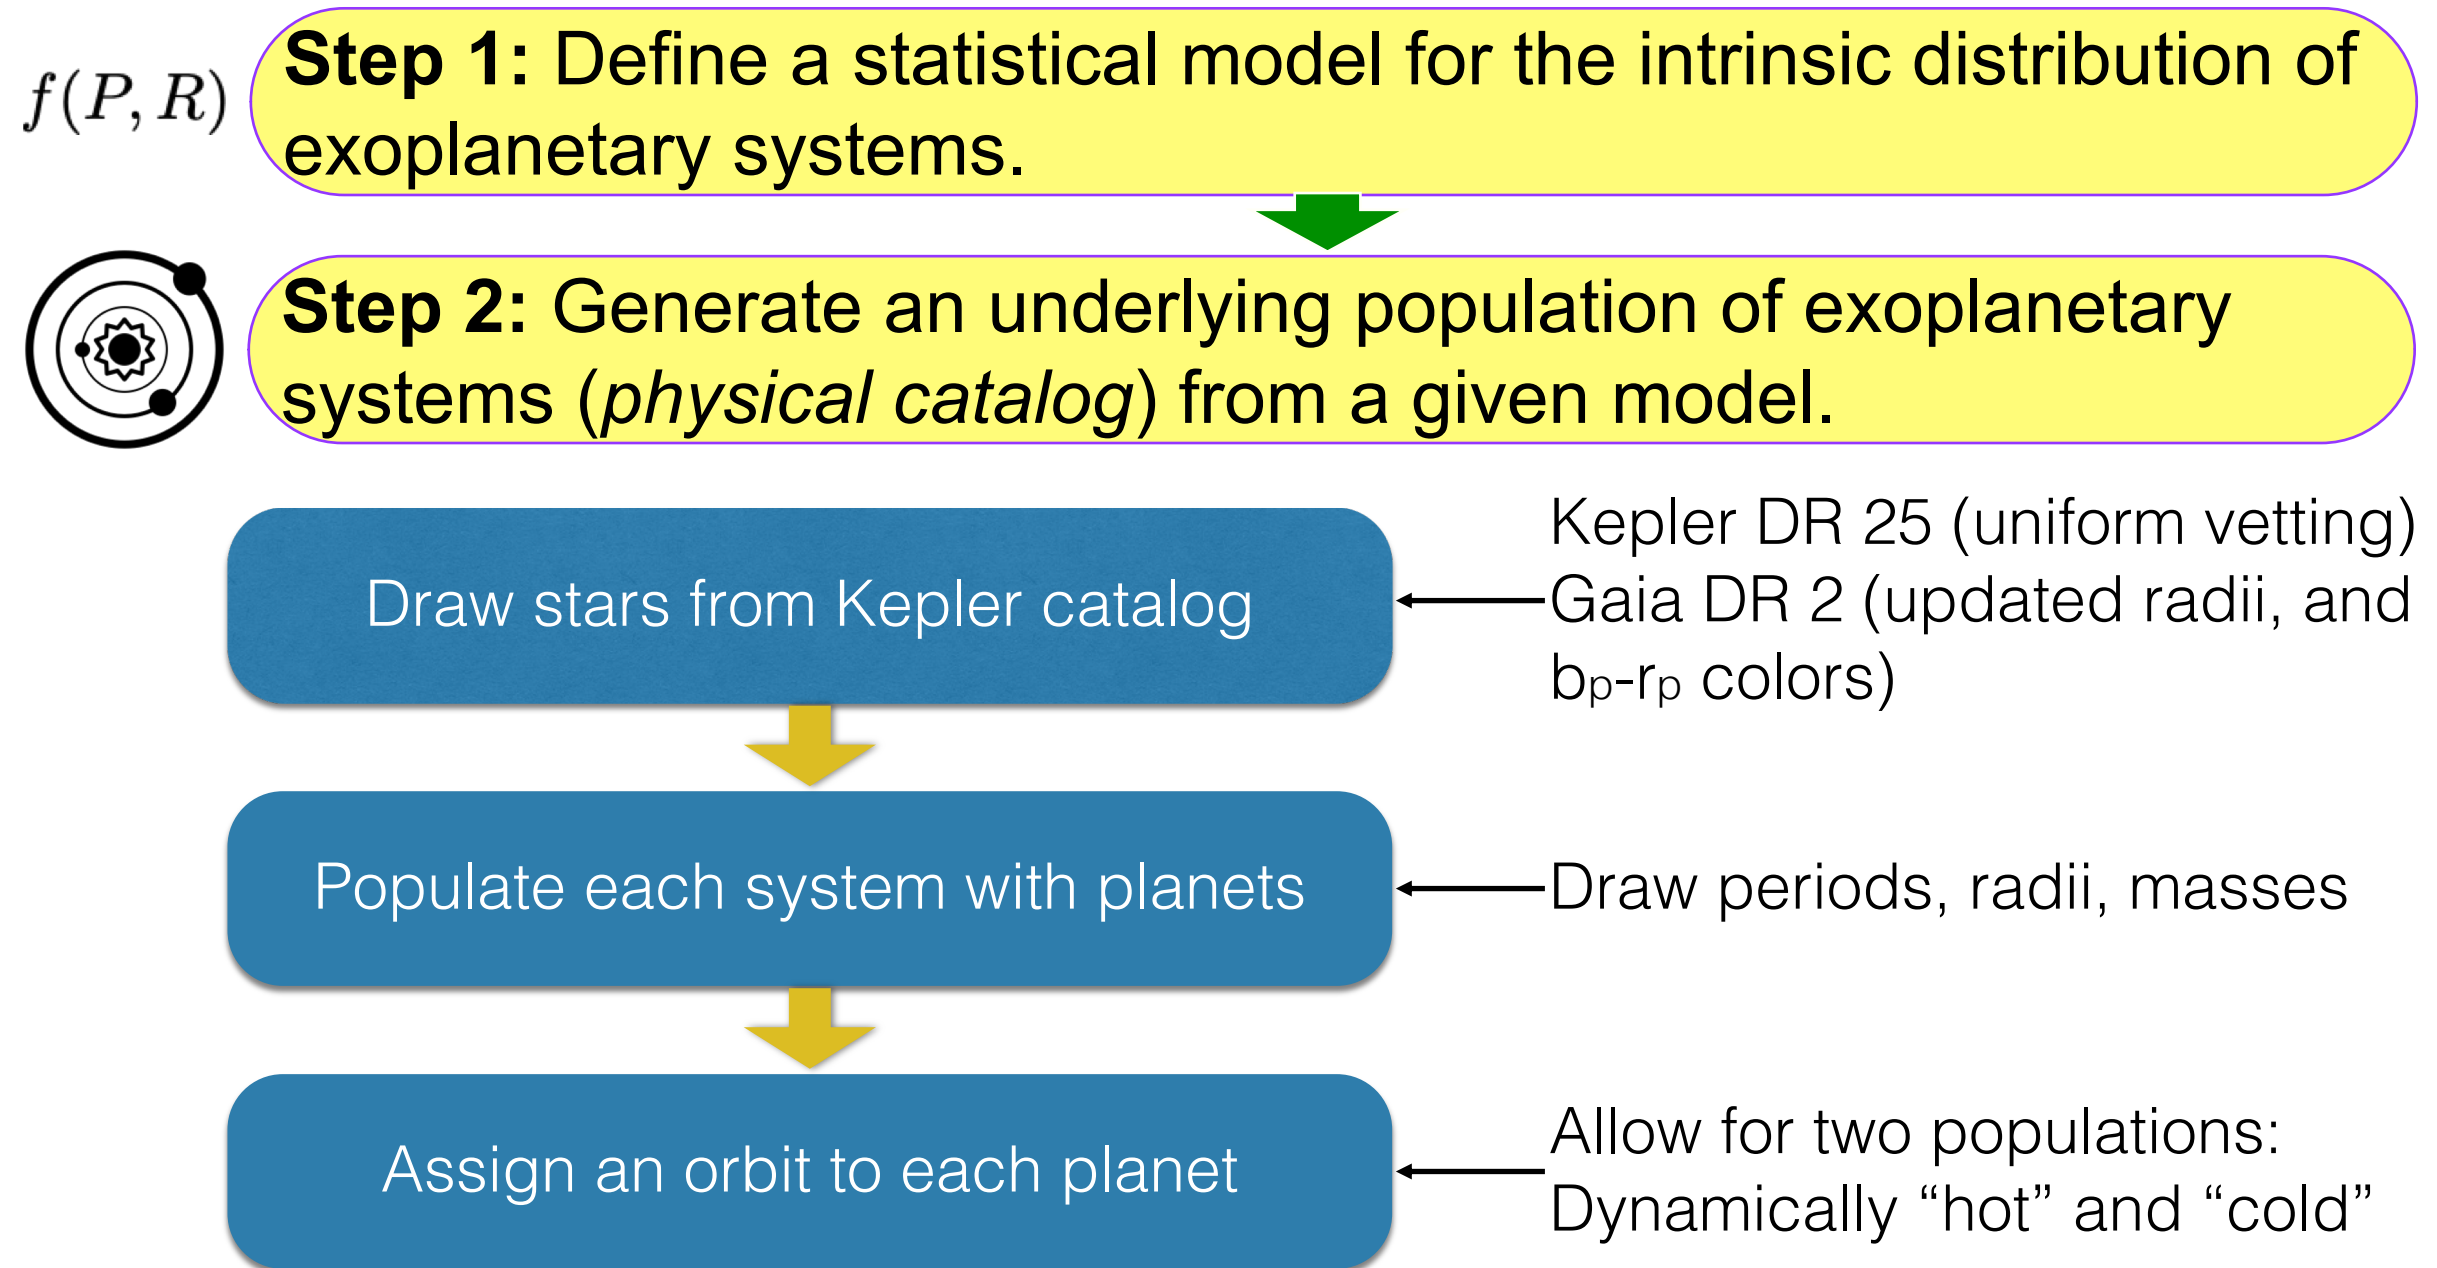 f(P, R)
Step 1: Define a statistical model for the intrinsic distribution of
exoplanetary systems.
Step 2: Generate an underlying population of exoplanetary
systems (physical catalog) from a given model.
Draw stars from Kepler catalog
Kepler DR 25 (uniform vetting)
Gaia DR 2 (updated radii, and
bp-rp colors)
Populate each system with planets
Draw periods, radii, masses
Assign an orbit to each planet
Allow for two populations:
Dynamically “hot” and “cold”